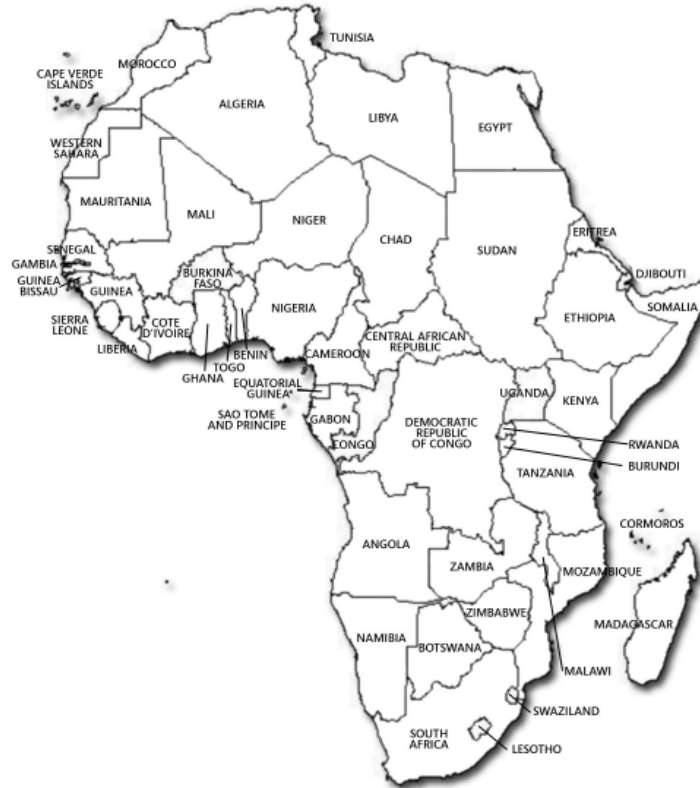 TUNISIA
MOROCCO
CAPE VERDE
ISLANDS
ALGERIA
LIBYA
EGYPT
WESTERN
SAHARA
MAURITANIA
MALI
NIGER
CHAD
SUDAN
ERITREA
SENEGAL
GAMBIA
GUINEA
BISSAU
GUINEA
BURKINA
FASO
NIGERIA
DJIBOUTI
SOMALIA
ETHIOPIA
SIERRA
LEONE
COTE
D'IVOIRE
LIBERIA
GHANA
TOGO
BENIN
CAMEROON
CENTRAL AFRICAN
REPUBLIC
EQUATORIAL
GUINEA
SAO TOME
AND PRINCIPE
GABON
CONGO
DEMOCRATIC
REPUBLIC
OF CONGO
UGANDA
KENYA
RWANDA
BURUNDI
TANZANIA
CORMOROS
ANGOLA
ZAMBIA
MOZAMBIQUE
MADAGASCAR
ZIMBABWE
NAMIBIA
BOTSWANA
MALAWI
SWAZILAND
SOUTH
AFRICA
LESOTHO